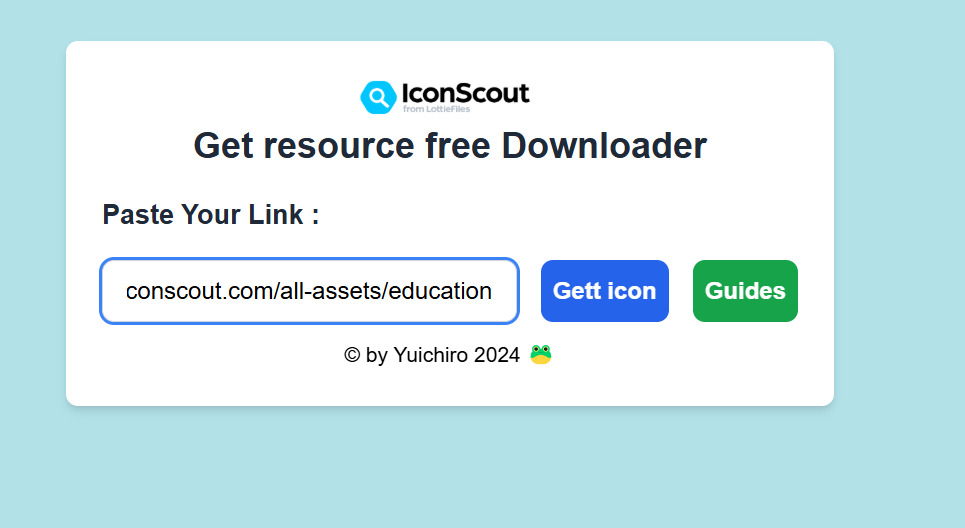 IconScout
from LottieFiles
Get resource free Downloader
Paste Your Link :
conscout.com/all-assets/education
Gett icon
Guides
© by Yuichiro 2024 🐸